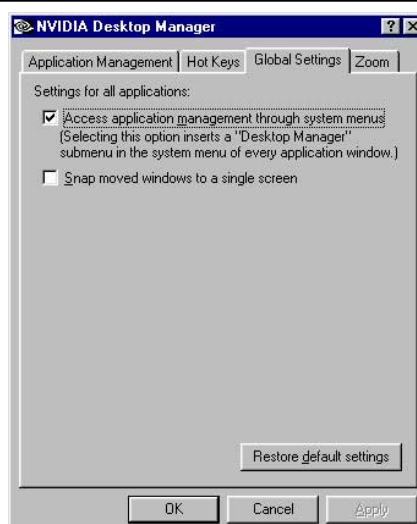 NVIDIA Desktop Manager
Application Management Hot Keys Global Settings Zoom
Settings for all applications:
Access application management through system menus
(Selecting this option inserts a "Desktop Manager"
submenu in the system menu of every application window.)
Snap moved windows to a single screen
Restore default settings
OK Cancel Apply